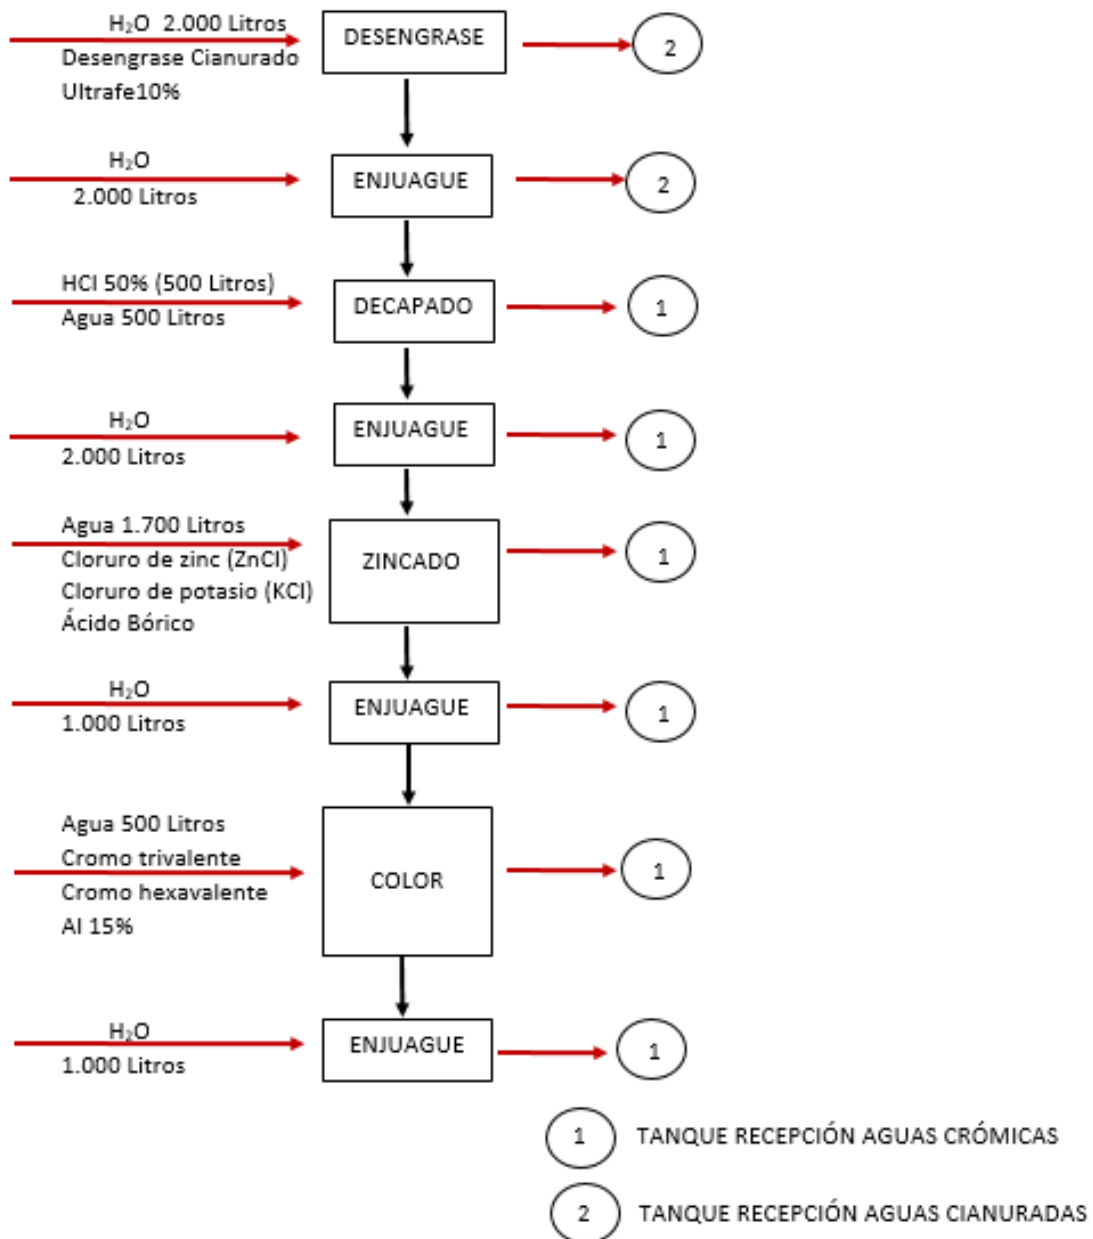 H₂O 2.000 Litros
Desengrase Cianurado
Ultrafe10%
DESENGRASE
2
H₂O
2.000 Litros
ENJUAGUE
2
HCl 50% (500 Litros)
Agua 500 Litros
DECAPADO
1
H₂O
2.000 Litros
ENJUAGUE
1
Agua 1.700 Litros
Cloruro de zinc (ZnCl)
Cloruro de potasio (KCl)
Ácido Bórico
ZINCADO
1
H₂O
1.000 Litros
ENJUAGUE
1
Agua 500 Litros
Cromo trivalente
Cromo hexavalente
Al 15%
COLOR
1
H₂O
1.000 Litros
ENJUAGUE
1
1 TANQUE RECEPCIÓN AGUAS CRÓMICAS
2 TANQUE RECEPCIÓN AGUAS CIANURADAS